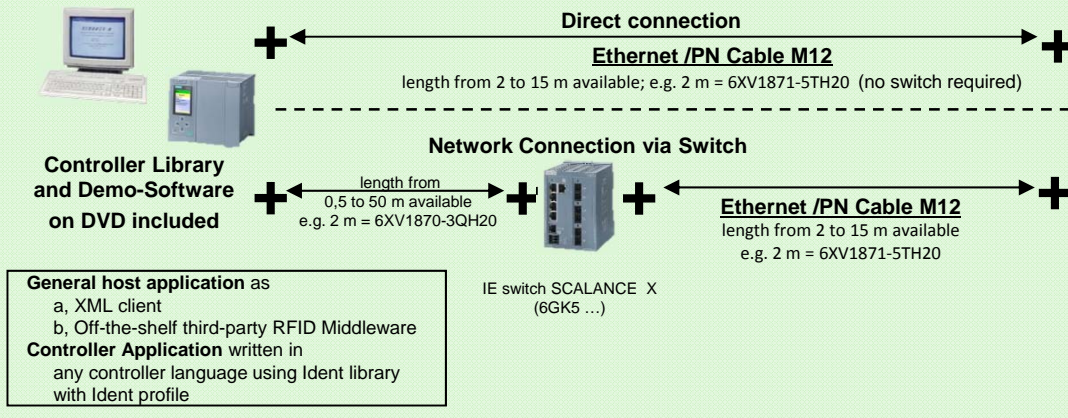 Direct connection
Ethernet /PN Cable M12
length from 2 to 15 m available; e.g. 2 m = 6XV1871-5TH20 (no switch required)
Controller Library
and Demo-Software
on DVD included
Network Connection via Switch
length from
0,5 to 50 m available
e.g. 2 m = 6XV1870-3QH20
Ethernet /PN Cable M12
length from 2 to 15 m available
e.g. 2 m = 6XV1871-5TH20
IE switch SCALANCE X
(6GK5 …)
General host application as
a, XML client
b, Off-the-shelf third-party RFID Middleware
Controller Application written in
any controller language using Ident library
with Ident profile